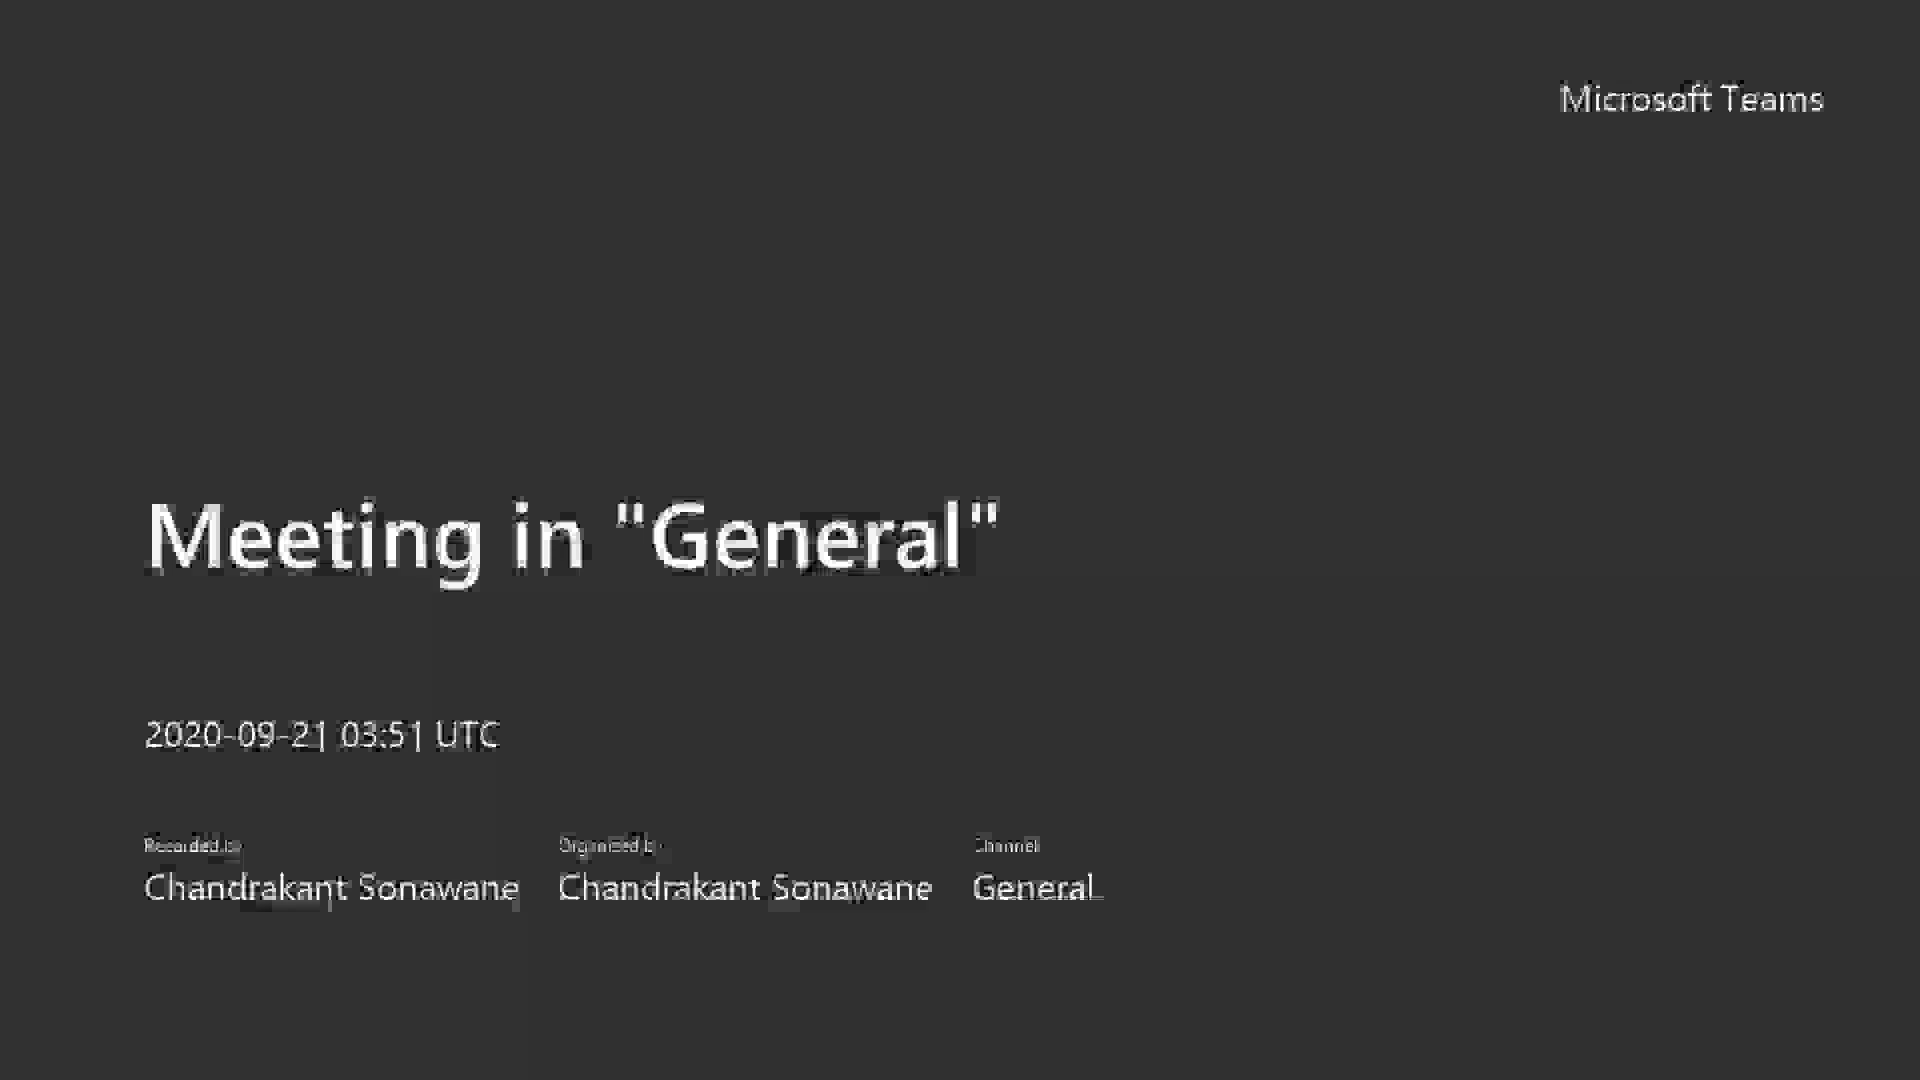 Microsoft Teams
Meeting in "General"
2020-09-21 03:51 UTC
Recorded by Organized by Channel
Chandrakant Sonawane Chandrakant Sonawane General